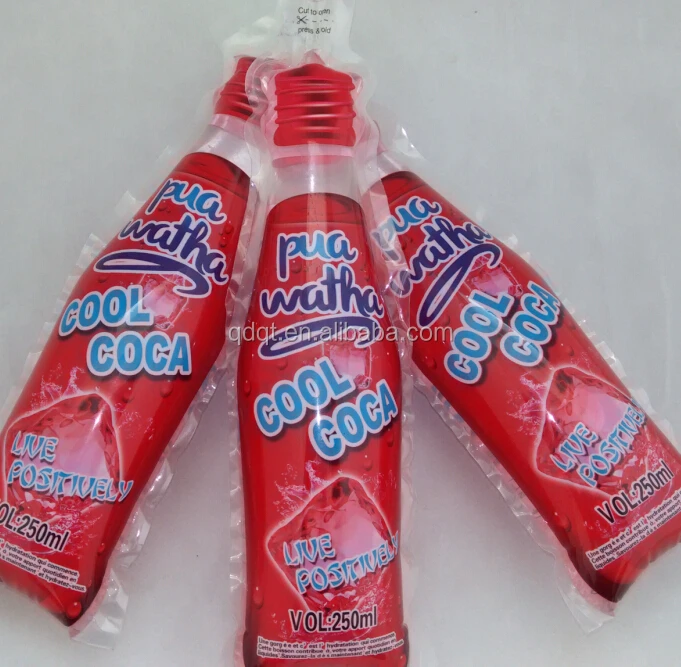 Cut to open
press & old
pua
watha
COOL
COCA
LIVE
POSITIVELY
VOL:250ml
pua
watha
COOL
COCA
LIVE
POSITIVELY
VOL:250ml
pua
watha
COOL
COCA
LIVE
POSITIVELY
VOL:250ml
qdqt.en.alibaba.com